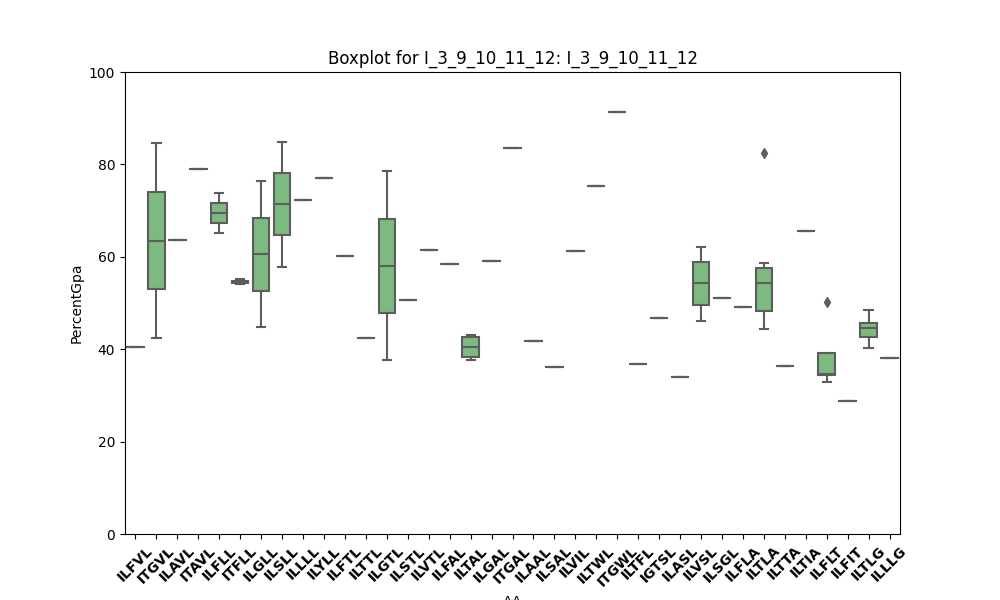 Boxplot for I_3_9_10_11_12: I_3_9_10_11_12
PercentGpa
100
80
60
40
20
0
ILFVL
ITGVL
ILAVL
ITAVL
ILFLL
ITFLL
ILGLL
ILSLL
ILLLL
ILYLL
ILFTL
ILTTL
ILGTL
ILSTL
ILVTL
ILFAL
ILTAL
ILGAL
ITGAL
ILAAL
ILSAL
ILVIL
ILTWL
ITGWL
ILTFL
IGTSL
ILASL
ILVSL
ILSGL
ILFLA
ILTLA
ILTTA
ILTIA
ILFLT
ILFIT
ILTLG
ILLLG
AA